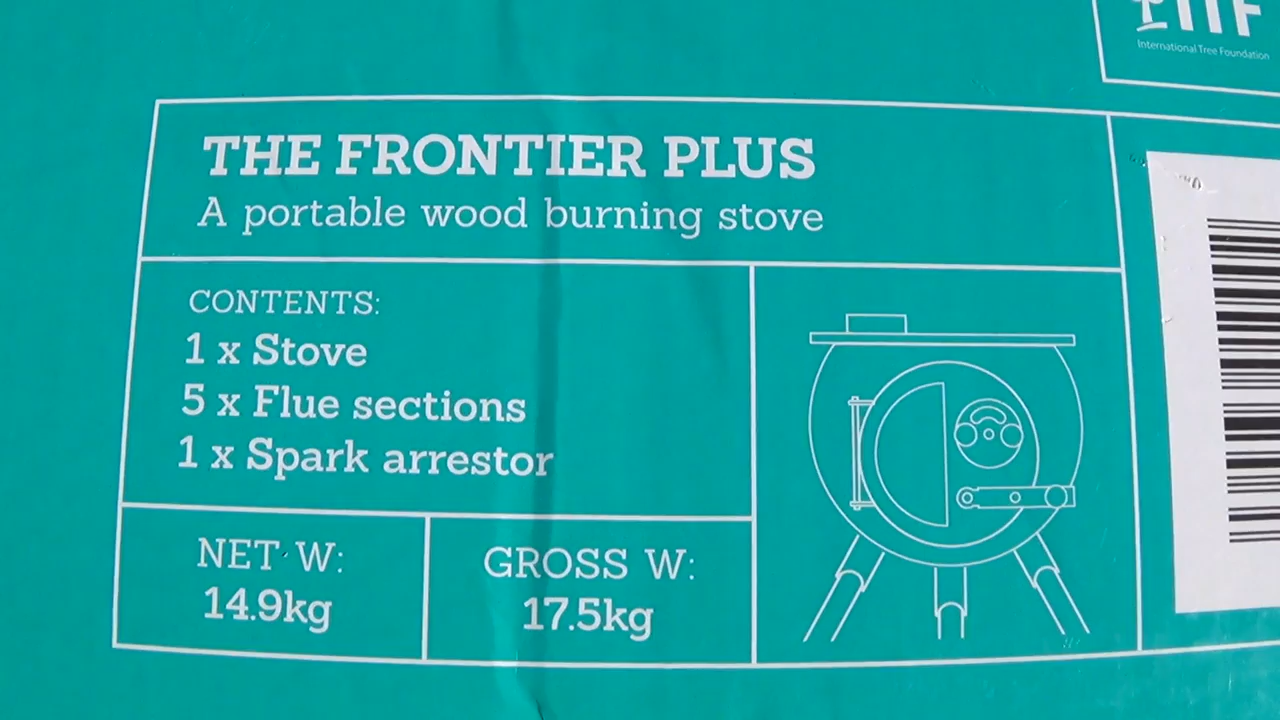 International Tree Foundation
THE FRONTIER PLUS
A portable wood burning stove
CONTENTS:
1 x Stove
5 x Flue sections
1 x Spark arrestor
NET W:
14.9kg
GROSS W:
17.5kg